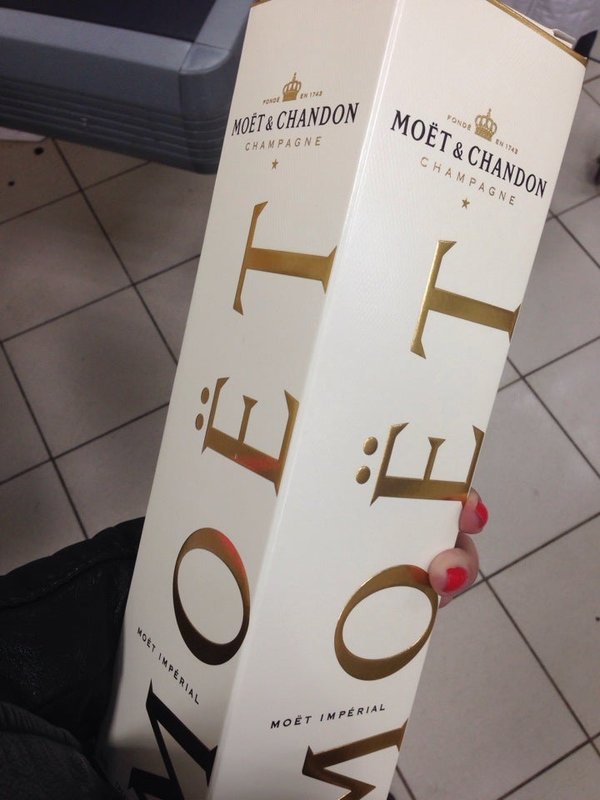 FONDÉ EN 1743
MOËT & CHANDON
CHAMPAGNE
MOËT
MOËT IMPÉRIAL
FONDÉ EN 1743
MOËT & CHANDON
CHAMPAGNE
MOËT
MOËT IMPÉRIAL